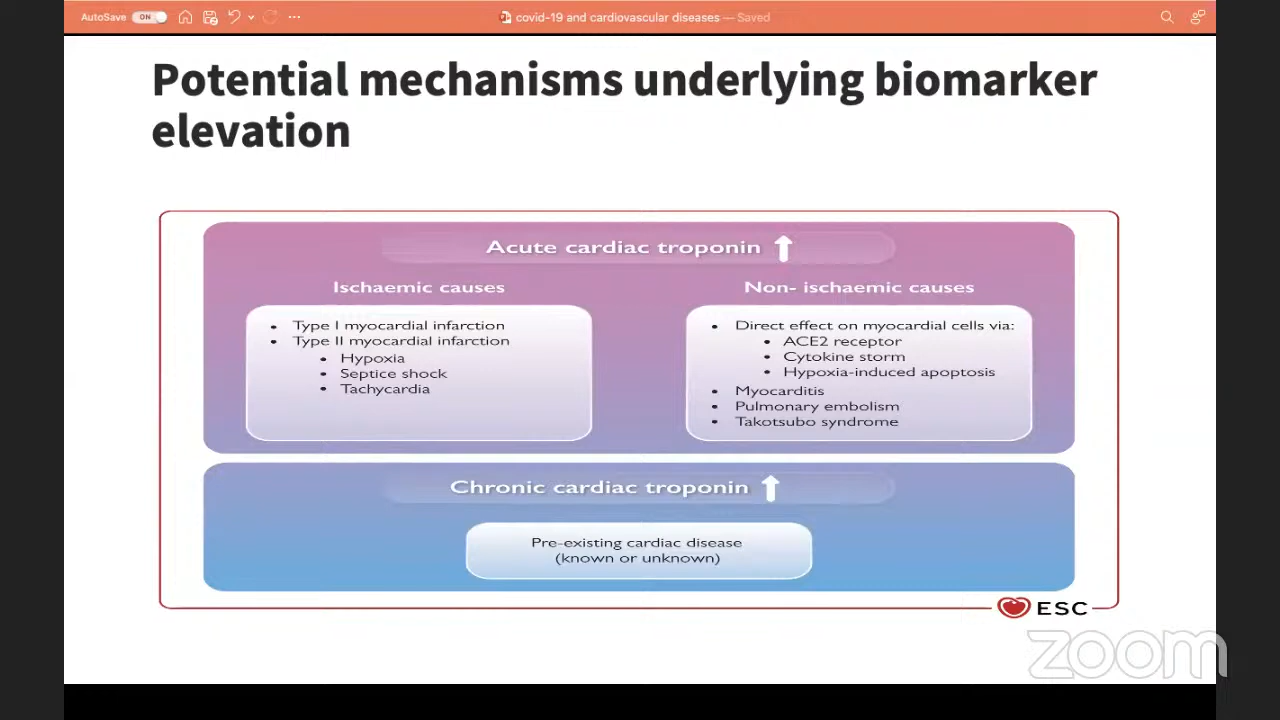 AutoSave ON
covid-19 and cardiovascular diseases — Saved
Potential mechanisms underlying biomarker
elevation
Acute cardiac troponin
Ischaemic causes
• Type I myocardial infarction
• Type II myocardial infarction
• Hypoxia
• Septice shock
• Tachycardia
Non- ischaemic causes
• Direct effect on myocardial cells via:
• ACE2 receptor
• Cytokine storm
• Hypoxia-induced apoptosis
• Myocarditis
• Pulmonary embolism
• Takotsubo syndrome
Chronic cardiac troponin
Pre-existing cardiac disease
(known or unknown)
ESC
zoom